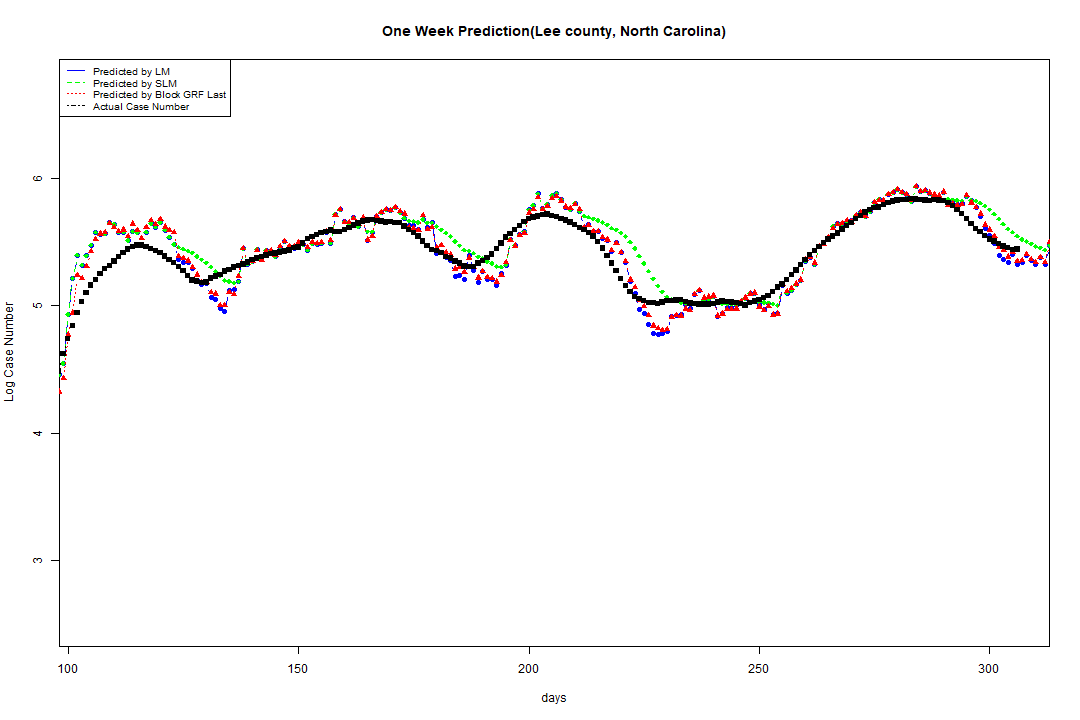 One Week Prediction(Lee county, North Carolina)
Predicted by LM
Predicted by SLM
Predicted by Block GRF Last
Actual Case Number
6
5
4
3
Log Case Number
100 150 200 250 300
days